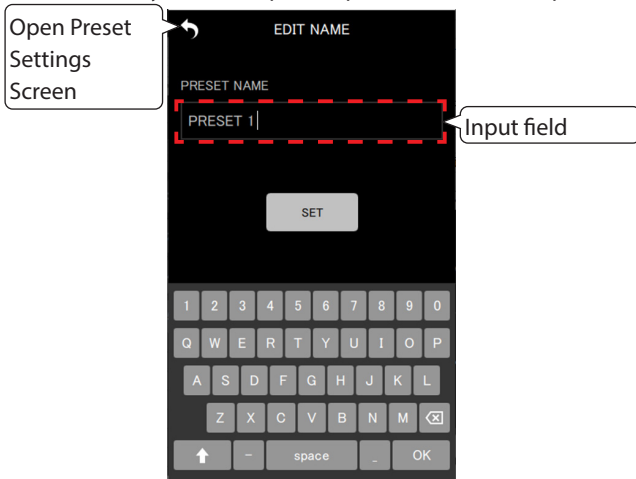 Open Preset
Settings
Screen
EDIT NAME
PRESET NAME
PRESET 1
Input field
SET
1 2 3 4 5 6 7 8 9 0
Q W E R T Y U I O P
A S D F G H J K L
Z X C V B N M
- space _ OK